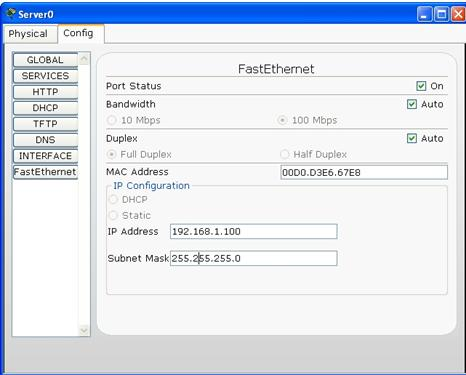 Server0
Physical Config
GLOBAL
SERVICES
HTTP
DHCP
TFTP
DNS
INTERFACE
FastEthernet
FastEthernet
Port Status On
Bandwidth Auto
10 Mbps 100 Mbps
Duplex Auto
Full Duplex Half Duplex
MAC Address 00D0.D3E6.67E8
IP Configuration
DHCP
Static
IP Address 192.168.1.100
Subnet Mask 255.255.255.0